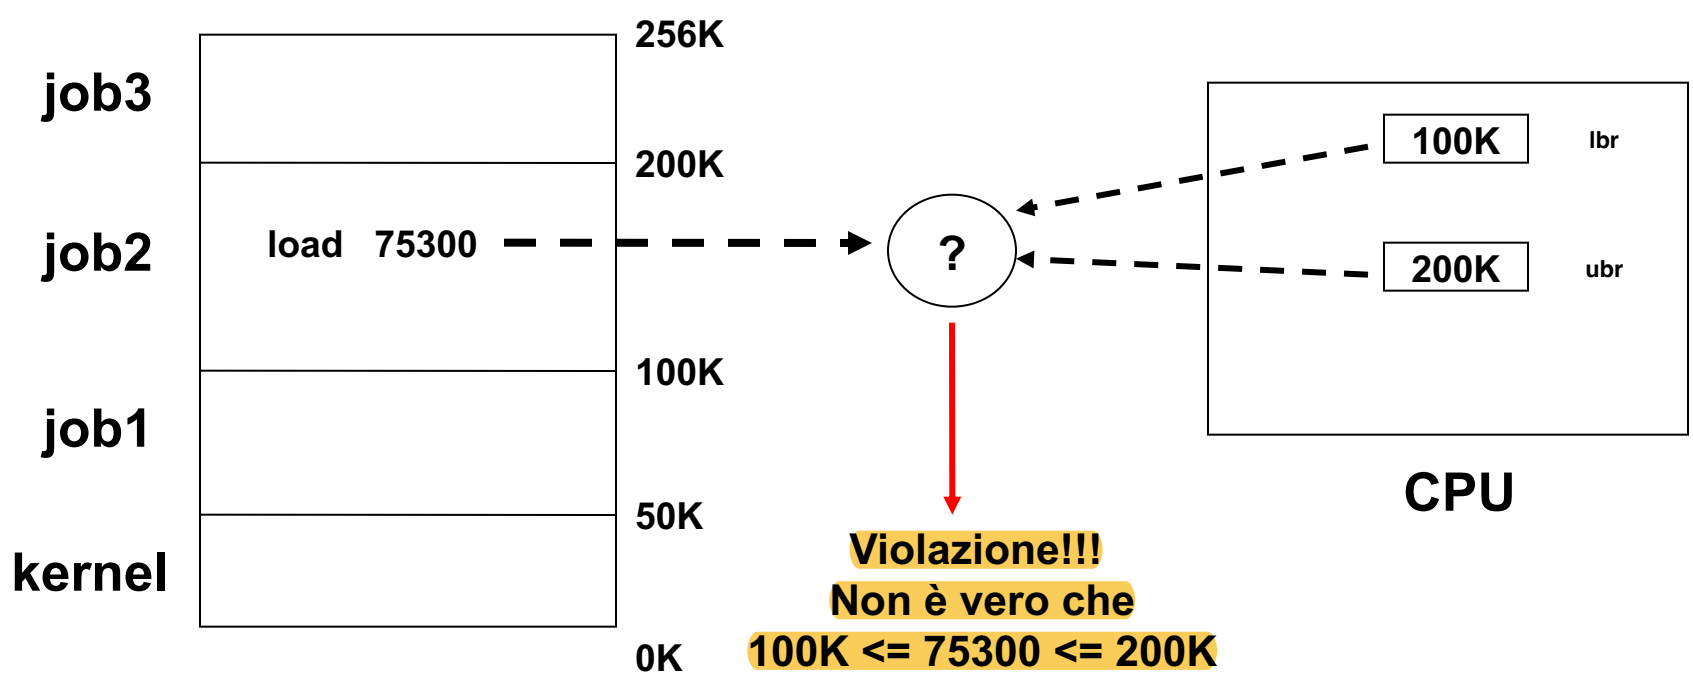 256K
job3
100K lbr
200K
job2
load 75300
?
200K ubr
100K
job1
CPU
50K
Violazione!!!
kernel
Non è vero che
100K <= 75300 <= 200K
0K